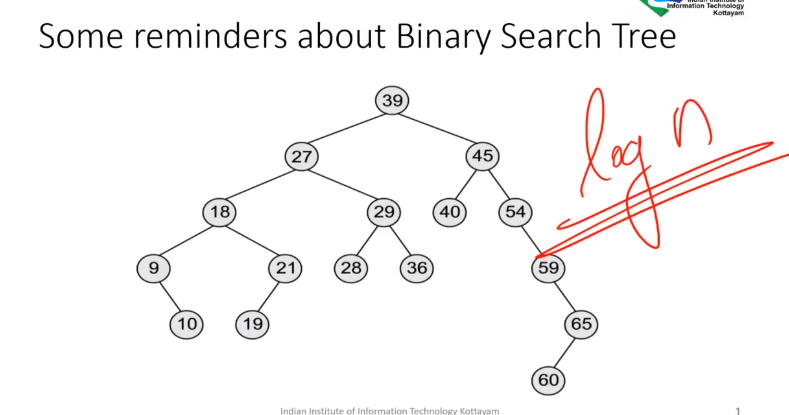 Information Technology
Kottayam
Some reminders about Binary Search Tree
39
27 45
18 29 40 54
9 21 28 36 59
10 19 65
60
log n
Indian Institute of Information Technology Kottayam
1